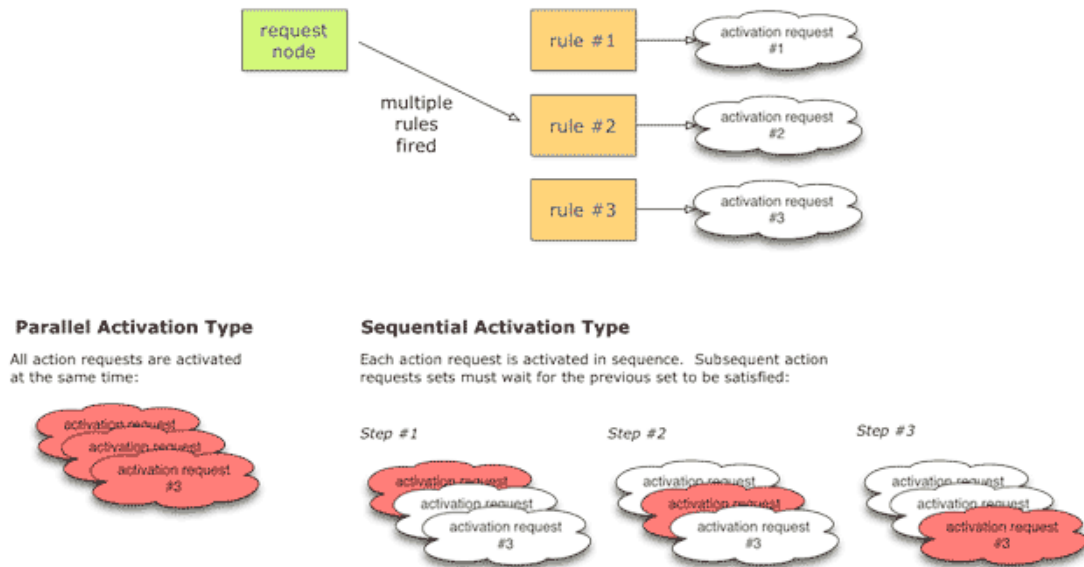 request
node
multiple
rules
fired
rule #1
activation request
#1
rule #2
activation request
#2
rule #3
activation request
#3
Parallel Activation Type
All action requests are activated
at the same time:
activation request
activation request
activation request
#3
Sequential Activation Type
Each action request is activated in sequence. Subsequent action
requests sets must wait for the previous set to be satisfied:
Step #1
activation request
activation request
activation request
#3
Step #2
activation request
activation request
activation request
#3
Step #3
activation request
activation request
activation request
#3